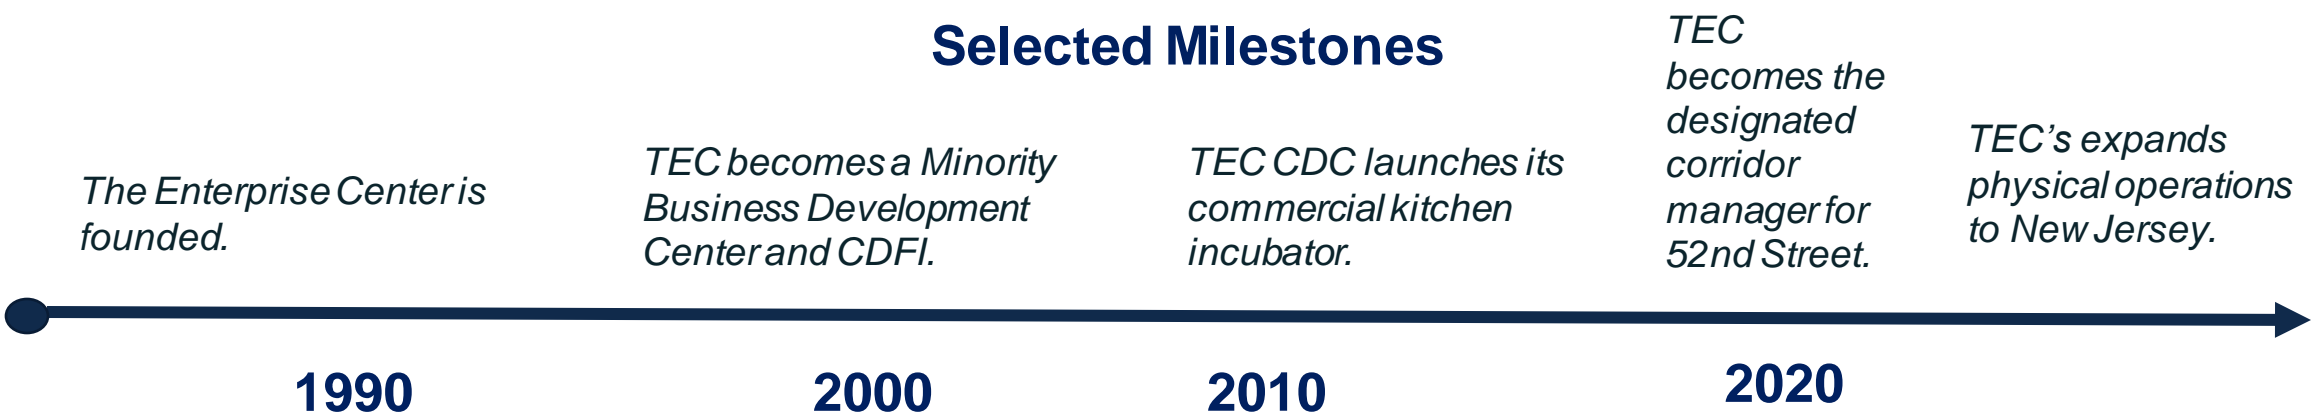 Selected Milestones
The Enterprise Center is
founded.
TEC becomes a Minority
Business Development
Center and CDFI.
TEC CDC launches its
commercial kitchen
incubator.
TEC
becomes the
designated
corridor
manager for
52nd Street.
TEC’s expands
physical operations
to New Jersey.
1990
2000
2010
2020